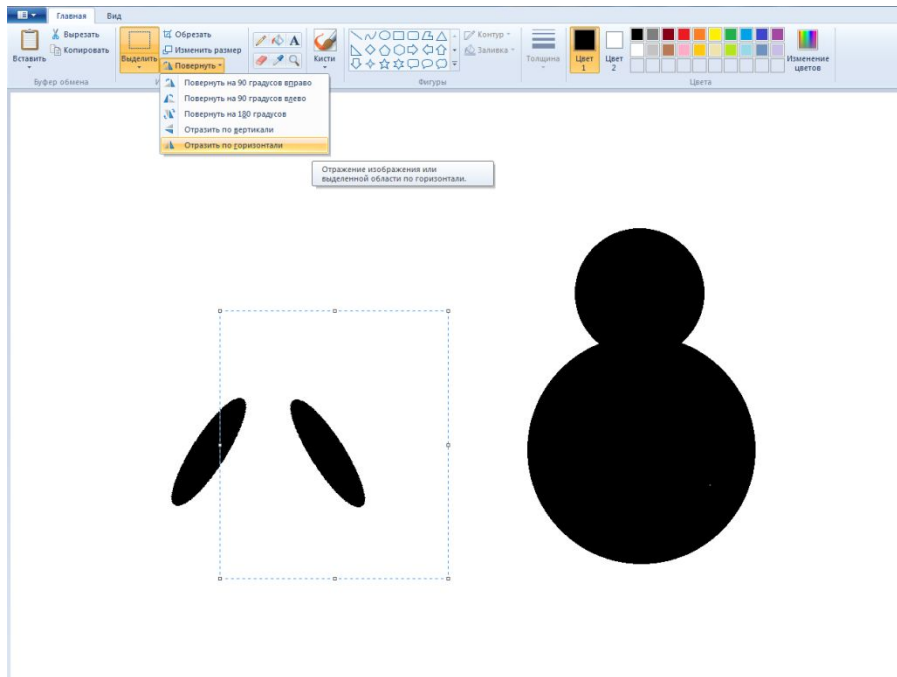 Главная Вид
Вставить
Вырезать
Копировать
Буфер обмена
Выделить
Обрезать
Изменить размер
Повернуть
A
Кисти
Контур
Заливка
Фигуры
Толщина
Цвет 1
Цвет 2
Изменение цветов
Цвета
Повернуть на 90 градусов вправо
Повернуть на 90 градусов влево
Повернуть на 180 градусов
Отразить по вертикали
Отразить по горизонтали
Отражение изображения или
выделенной области по горизонтали.